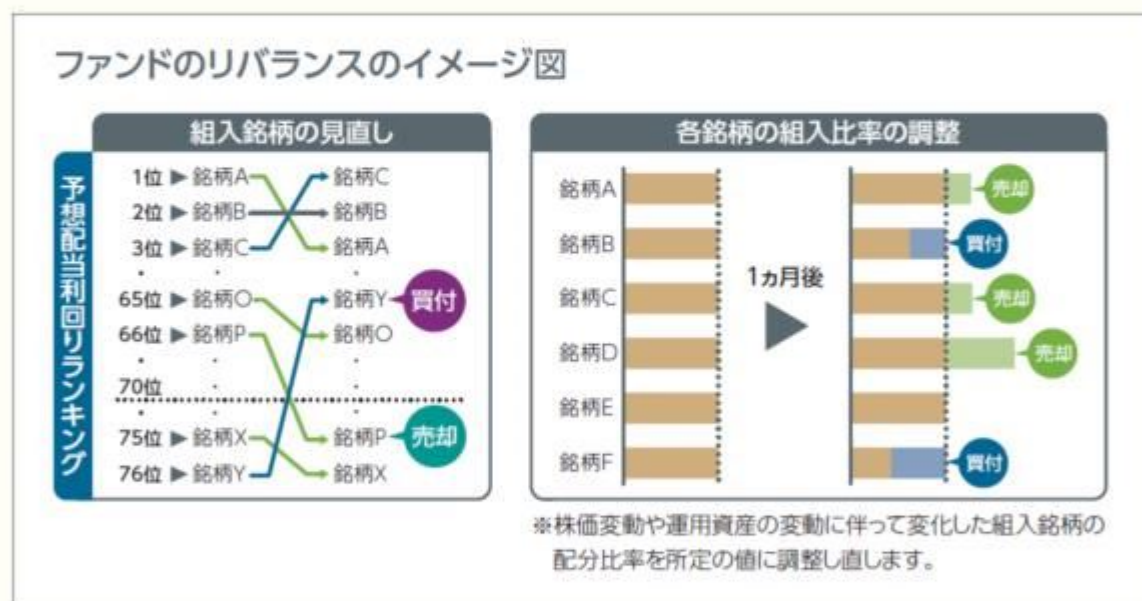 ファンドのリバランスのイメージ図
予想配当利回りランキング
組入銘柄の見直し
1位 ▶ 銘柄A 銘柄C
2位 ▶ 銘柄B 銘柄B
3位 ▶ 銘柄C 銘柄A
65位 ▶ 銘柄O 銘柄Y 買付
66位 ▶ 銘柄P 銘柄O
70位
75位 ▶ 銘柄X 銘柄P 売却
76位 ▶ 銘柄Y 銘柄X
各銘柄の組入比率の調整
銘柄A 売却
銘柄B 買付
1ヵ月後
銘柄C 売却
銘柄D 売却
銘柄E
銘柄F 買付
※株価変動や運用資産の変動に伴って変化した組入銘柄の
配分比率を所定の値に調整し直します。